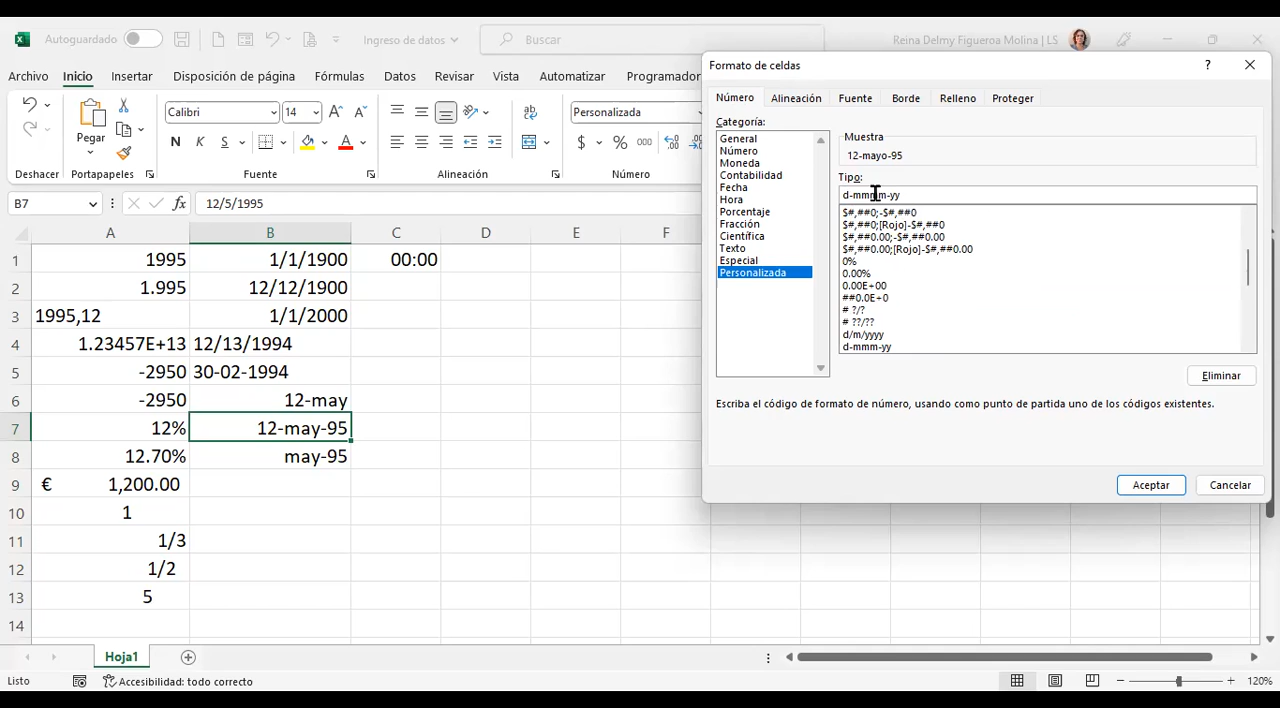 Autoguardado
Ingreso de datos
Buscar
Reina Delmy Figueroa Molina | LS
Archivo Inicio Insertar Disposición de página Fórmulas Datos Revisar Vista Automatizar Programador
Calibri 14
Personalizada
Pegar
N K S
$ % 000
Deshacer Portapapeles Fuente Alineación Número
B7 fx 12/5/1995
A B C D E F
1 1995 1/1/1900 00:00
2 1.995 12/12/1900
3 1995,12 1/1/2000
4 1.23457E+13 12/13/1994
5 -2950 30-02-1994
6 -2950 12-may
7 12% 12-may-95
8 12.70% may-95
9 € 1,200.00
10 1
11 1/3
12 1/2
13 5
14
Hoja1
Listo Accesibilidad: todo correcto 120%
Formato de celdas
Número Alineación Fuente Borde Relleno Proteger
Categoría:
General
Número
Moneda
Contabilidad
Fecha
Hora
Porcentaje
Fracción
Científica
Texto
Especial
Personalizada
Muestra
12-mayo-95
Tipo:
d-mmmm-yy
$#,##0;-$#,##0
$#,##0;[Rojo]-$#,##0
$#,##0.00;-$#,##0.00
$#,##0.00;[Rojo]-$#,##0.00
0%
0.00%
0.00E+00
##0.0E+0
# ?/?
# ??/??
d/m/yyyy
d-mmm-yy
Eliminar
Escriba el código de formato de número, usando como punto de partida uno de los códigos existentes.
Aceptar Cancelar